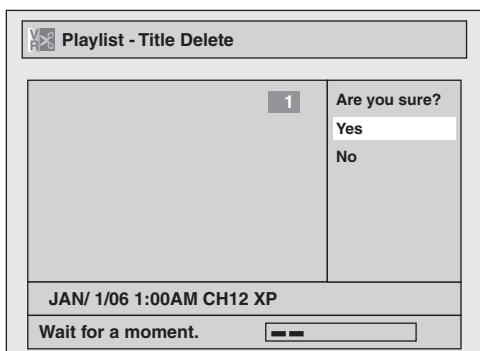 VR Playlist - Title Delete
1
Are you sure?
Yes
No
JAN/ 1/06 1:00AM CH12 XP
Wait for a moment.